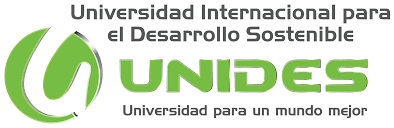 Universidad Internacional para
el Desarrollo Sostenible
UNIDES
Universidad para un mundo mejor